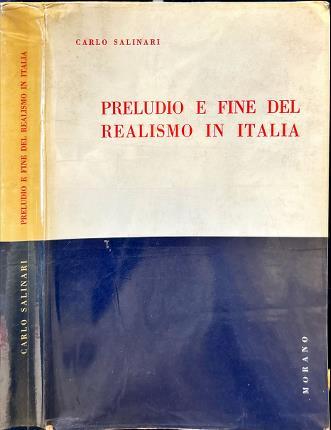 CARLO SALINARI
PRELUDIO E FINE DEL
REALISMO IN ITALIA
MORANO
CARLO SALINARI PRELUDIO E FINE DEL REALISMO IN ITALIA